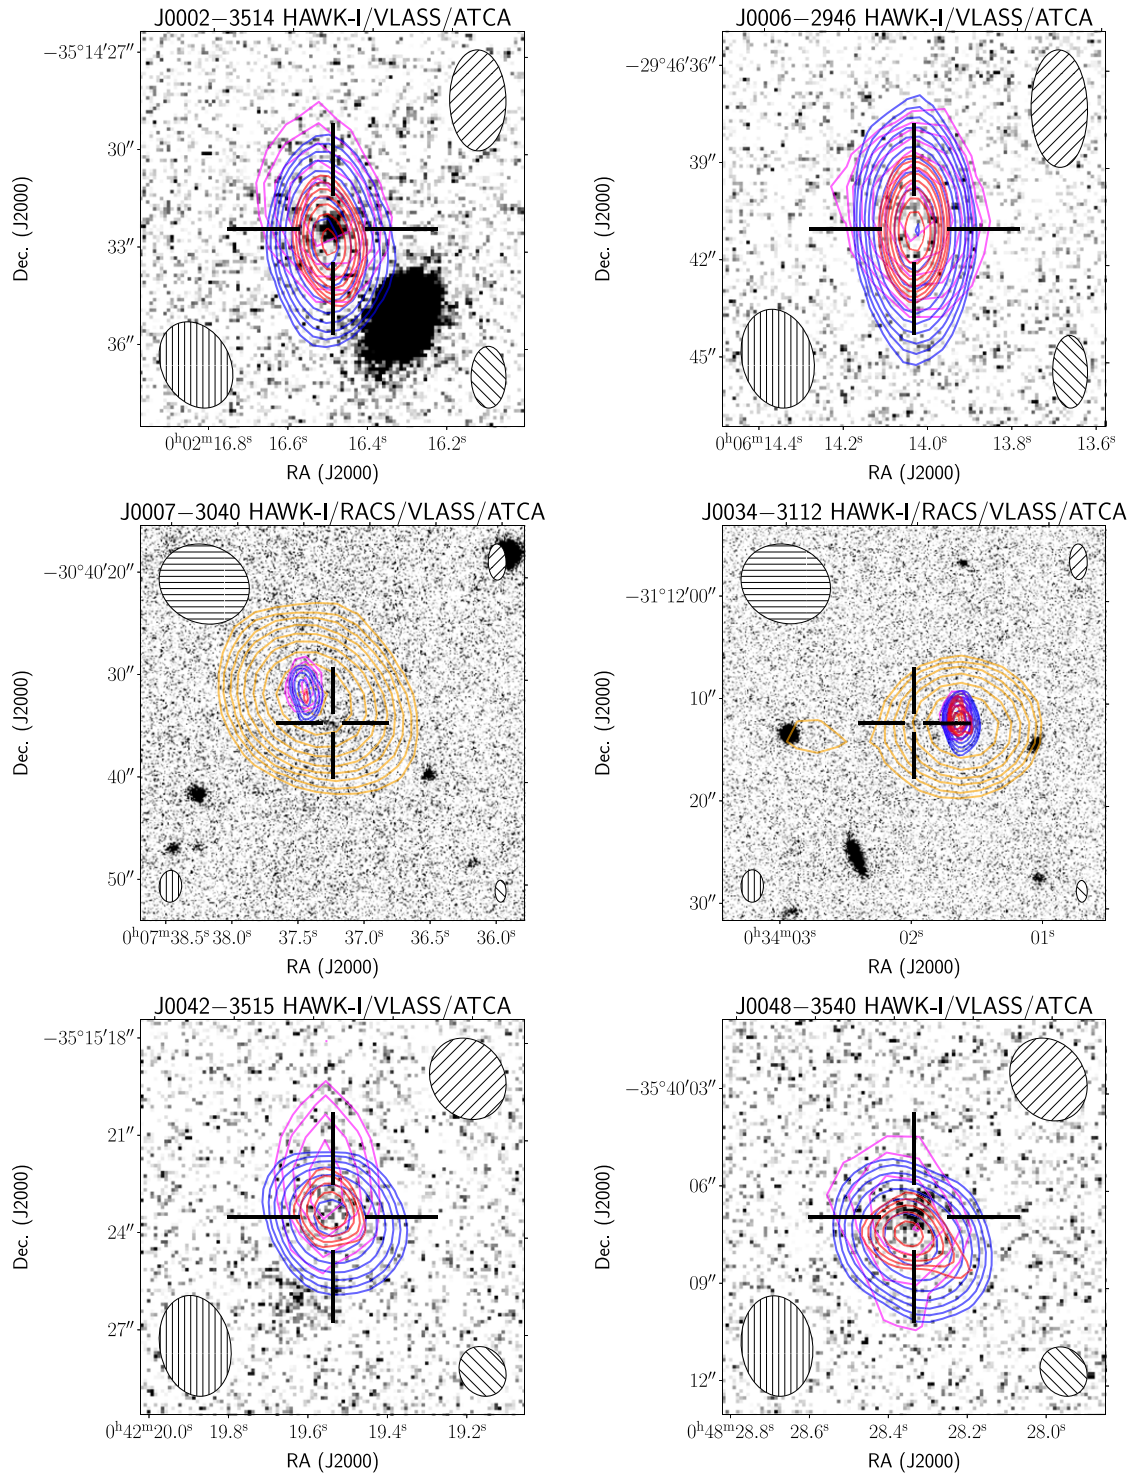 J0002−3514 HAWK-I/VLASS/ATCA
−35°14′27″
30″
33″
36″
Dec. (J2000)
0ʰ02ᵐ16.8ˢ 16.6ˢ 16.4ˢ 16.2ˢ
RA (J2000)
J0006−2946 HAWK-I/VLASS/ATCA
−29°46′36″
39″
42″
45″
Dec. (J2000)
0ʰ06ᵐ14.4ˢ 14.2ˢ 14.0ˢ 13.8ˢ 13.6ˢ
RA (J2000)
J0007−3040 HAWK-I/RACS/VLASS/ATCA
−30°40′20″
30″
40″
50″
Dec. (J2000)
0ʰ07ᵐ38.5ˢ 38.0ˢ 37.5ˢ 37.0ˢ 36.5ˢ 36.0ˢ
RA (J2000)
J0034−3112 HAWK-I/RACS/VLASS/ATCA
−31°12′00″
10″
20″
30″
Dec. (J2000)
0ʰ34ᵐ03ˢ 02ˢ 01ˢ
RA (J2000)
J0042−3515 HAWK-I/VLASS/ATCA
−35°15′18″
21″
24″
27″
Dec. (J2000)
0ʰ42ᵐ20.0ˢ 19.8ˢ 19.6ˢ 19.4ˢ 19.2ˢ
RA (J2000)
J0048−3540 HAWK-I/VLASS/ATCA
−35°40′03″
06″
09″
12″
Dec. (J2000)
0ʰ48ᵐ28.8ˢ 28.6ˢ 28.4ˢ 28.2ˢ 28.0ˢ
RA (J2000)